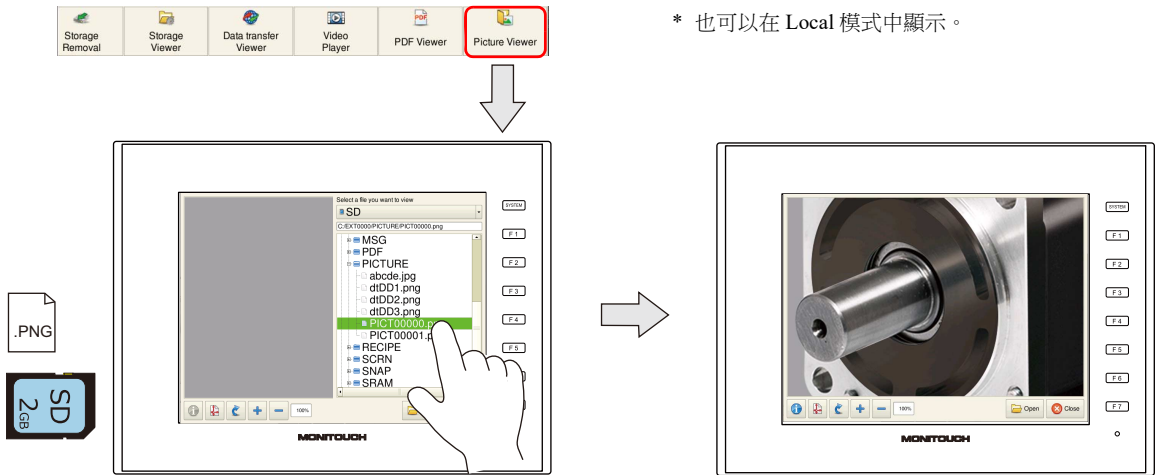 Storage Removal
Storage Viewer
Data transfer Viewer
Video Player
PDF Viewer
Picture Viewer
* 也可以在 Local 模式中顯示。
Select a file you want to view
SD
C:/EXT0000/PICTURE/PICT00000.png
MSG
PDF
PICTURE
abcde.jpg
dtDD1.png
dtDD2.png
dtDD3.png
PICT00000.p
PICT00001.p
RECIPE
SCRN
SNAP
SRAM
100%
SYSTEM
F1
F2
F3
F4
F5
MONITOUCH
.PNG
SD
2GB
100%
Open
Close
SYSTEM
F1
F2
F3
F4
F5
F6
F7
MONITOUCH